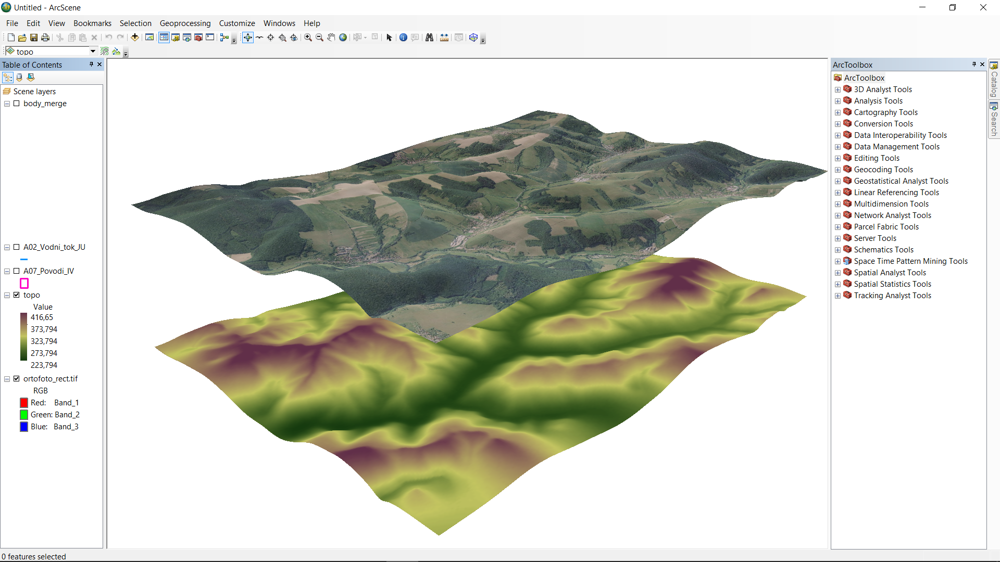 Untitled - ArcScene
File Edit View Bookmarks Selection Geoprocessing Customize Windows Help
topo
Table of Contents
Scene layers
body_merge
A02_Vodni_tok_JU
A07_Povodi_IV
topo
Value
416,65
373,794
323,794
273,794
223,794
ortofoto_rect.tif
RGB
Red: Band_1
Green: Band_2
Blue: Band_3
ArcToolbox
ArcToolbox
3D Analyst Tools
Analysis Tools
Cartography Tools
Conversion Tools
Data Interoperability Tools
Data Management Tools
Editing Tools
Geocoding Tools
Geostatistical Analyst Tools
Linear Referencing Tools
Multidimension Tools
Network Analyst Tools
Parcel Fabric Tools
Server Tools
Schematics Tools
Space Time Pattern Mining Tools
Spatial Analyst Tools
Spatial Statistics Tools
Tracking Analyst Tools
Catalog
Search
0 features selected